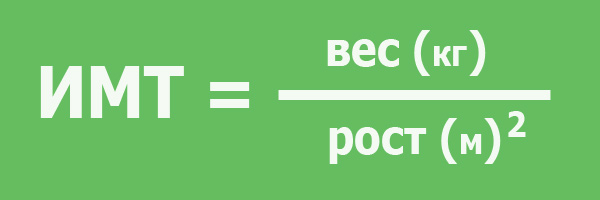 ИМТ =
вес (кг)
рост (м)²